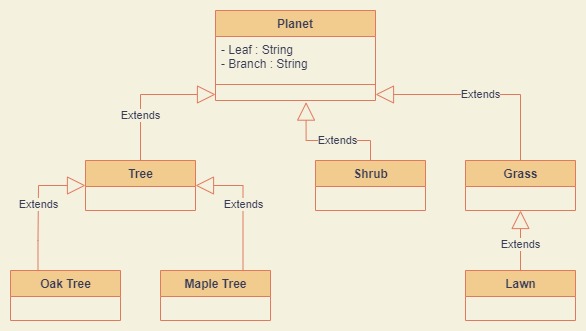 Planet
- Leaf : String
- Branch : String
Extends
Extends
Extends
Tree
Shrub
Grass
Extends
Extends
Extends
Oak Tree
Maple Tree
Lawn